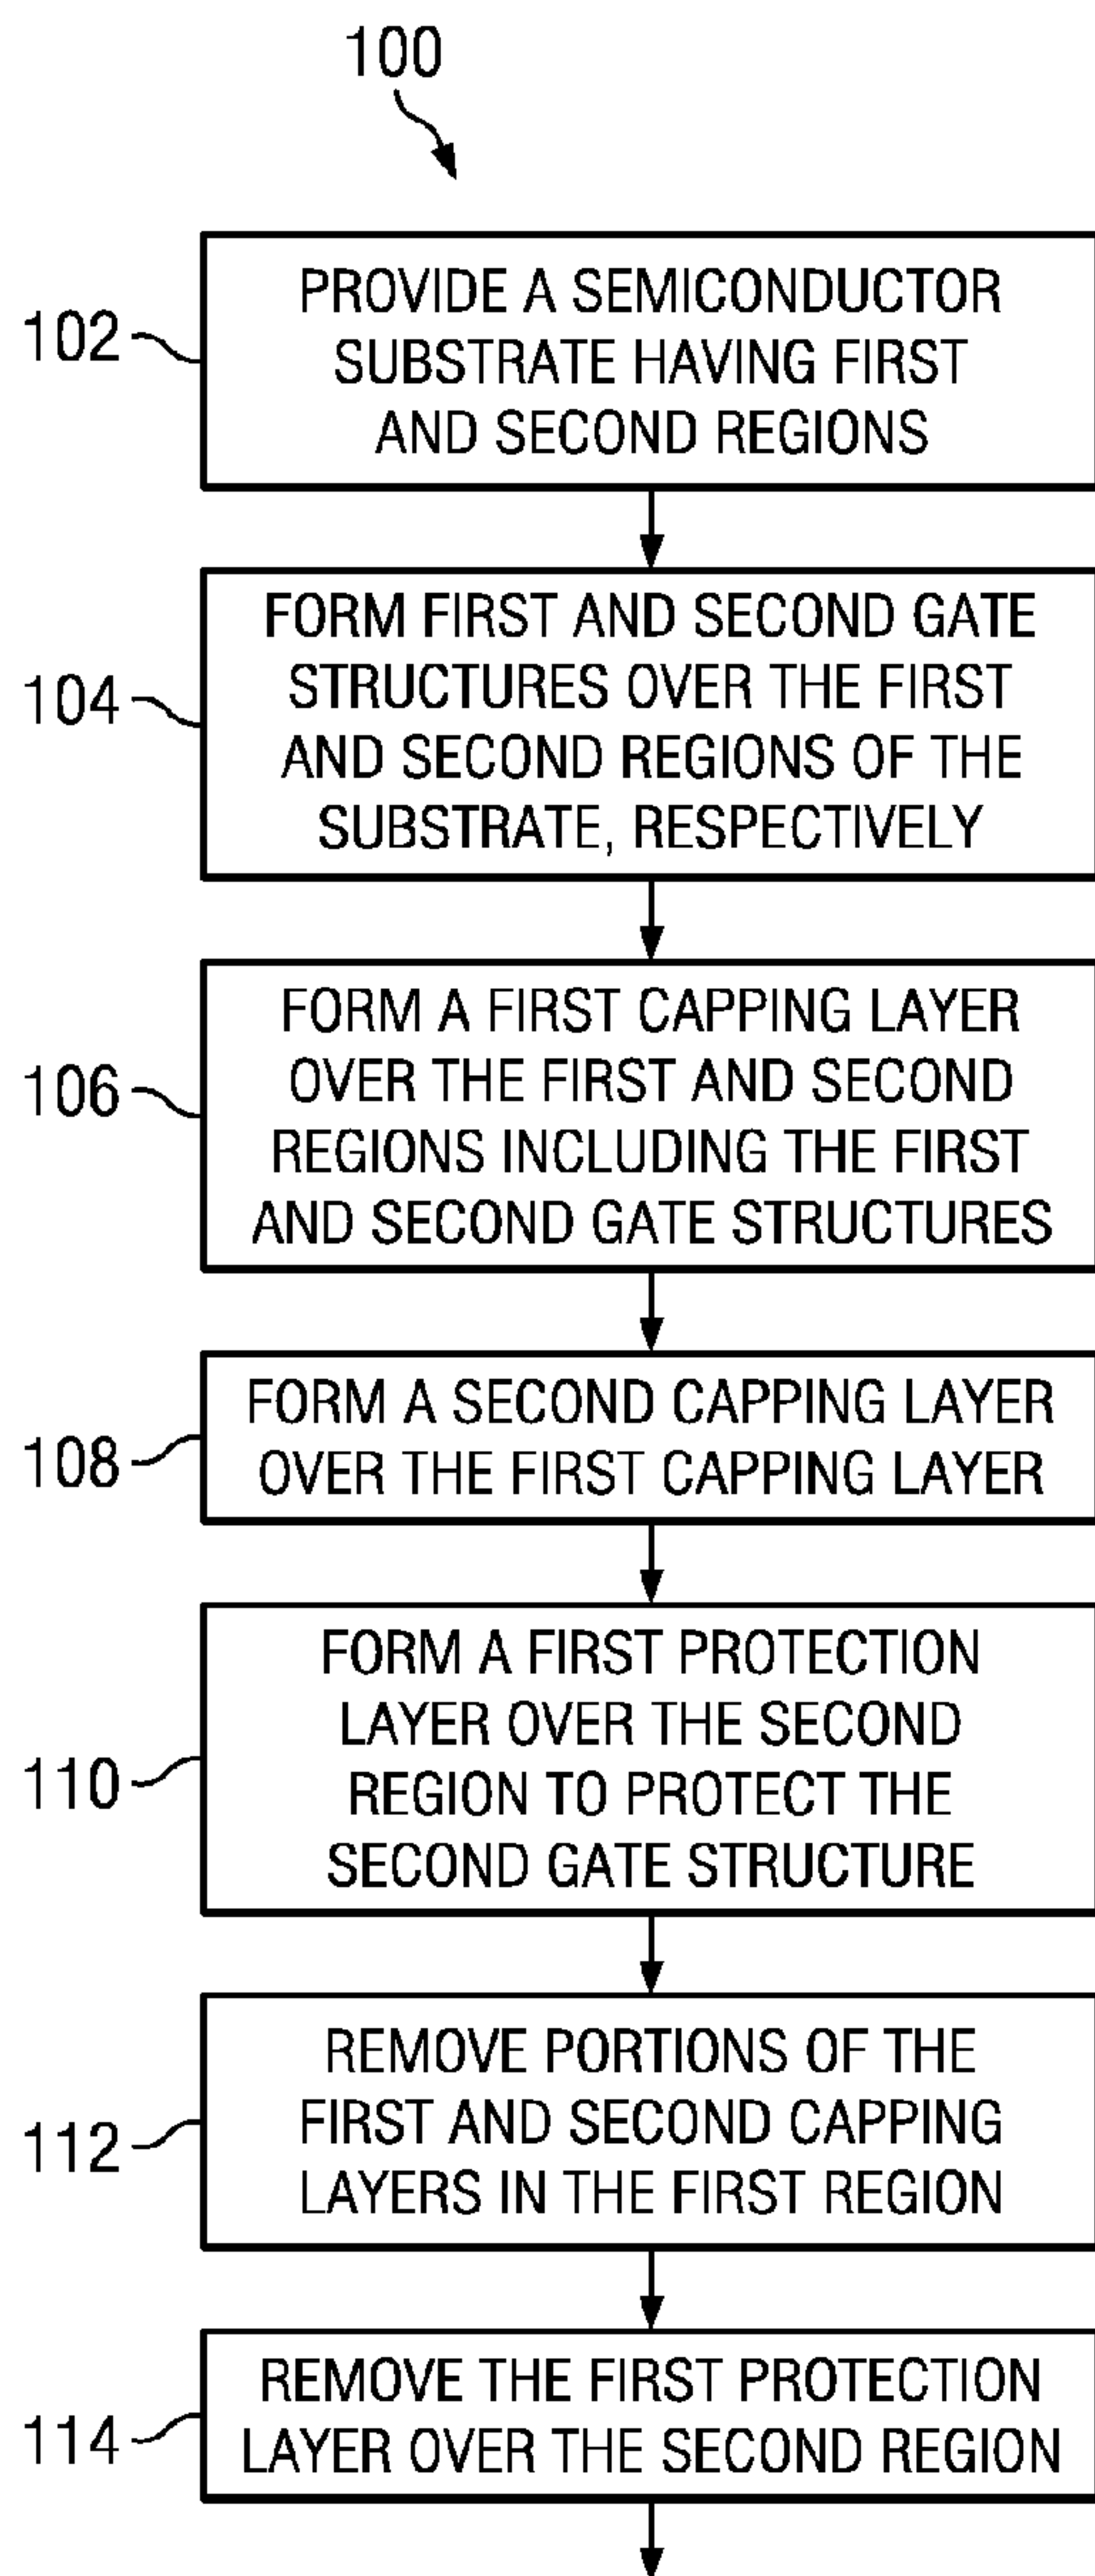 100
102
PROVIDE A SEMICONDUCTOR
SUBSTRATE HAVING FIRST
AND SECOND REGIONS
104
FORM FIRST AND SECOND GATE
STRUCTURES OVER THE FIRST
AND SECOND REGIONS OF THE
SUBSTRATE, RESPECTIVELY
106
FORM A FIRST CAPPING LAYER
OVER THE FIRST AND SECOND
REGIONS INCLUDING THE FIRST
AND SECOND GATE STRUCTURES
108
FORM A SECOND CAPPING LAYER
OVER THE FIRST CAPPING LAYER
110
FORM A FIRST PROTECTION
LAYER OVER THE SECOND
REGION TO PROTECT THE
SECOND GATE STRUCTURE
112
REMOVE PORTIONS OF THE
FIRST AND SECOND CAPPING
LAYERS IN THE FIRST REGION
114
REMOVE THE FIRST PROTECTION
LAYER OVER THE SECOND REGION